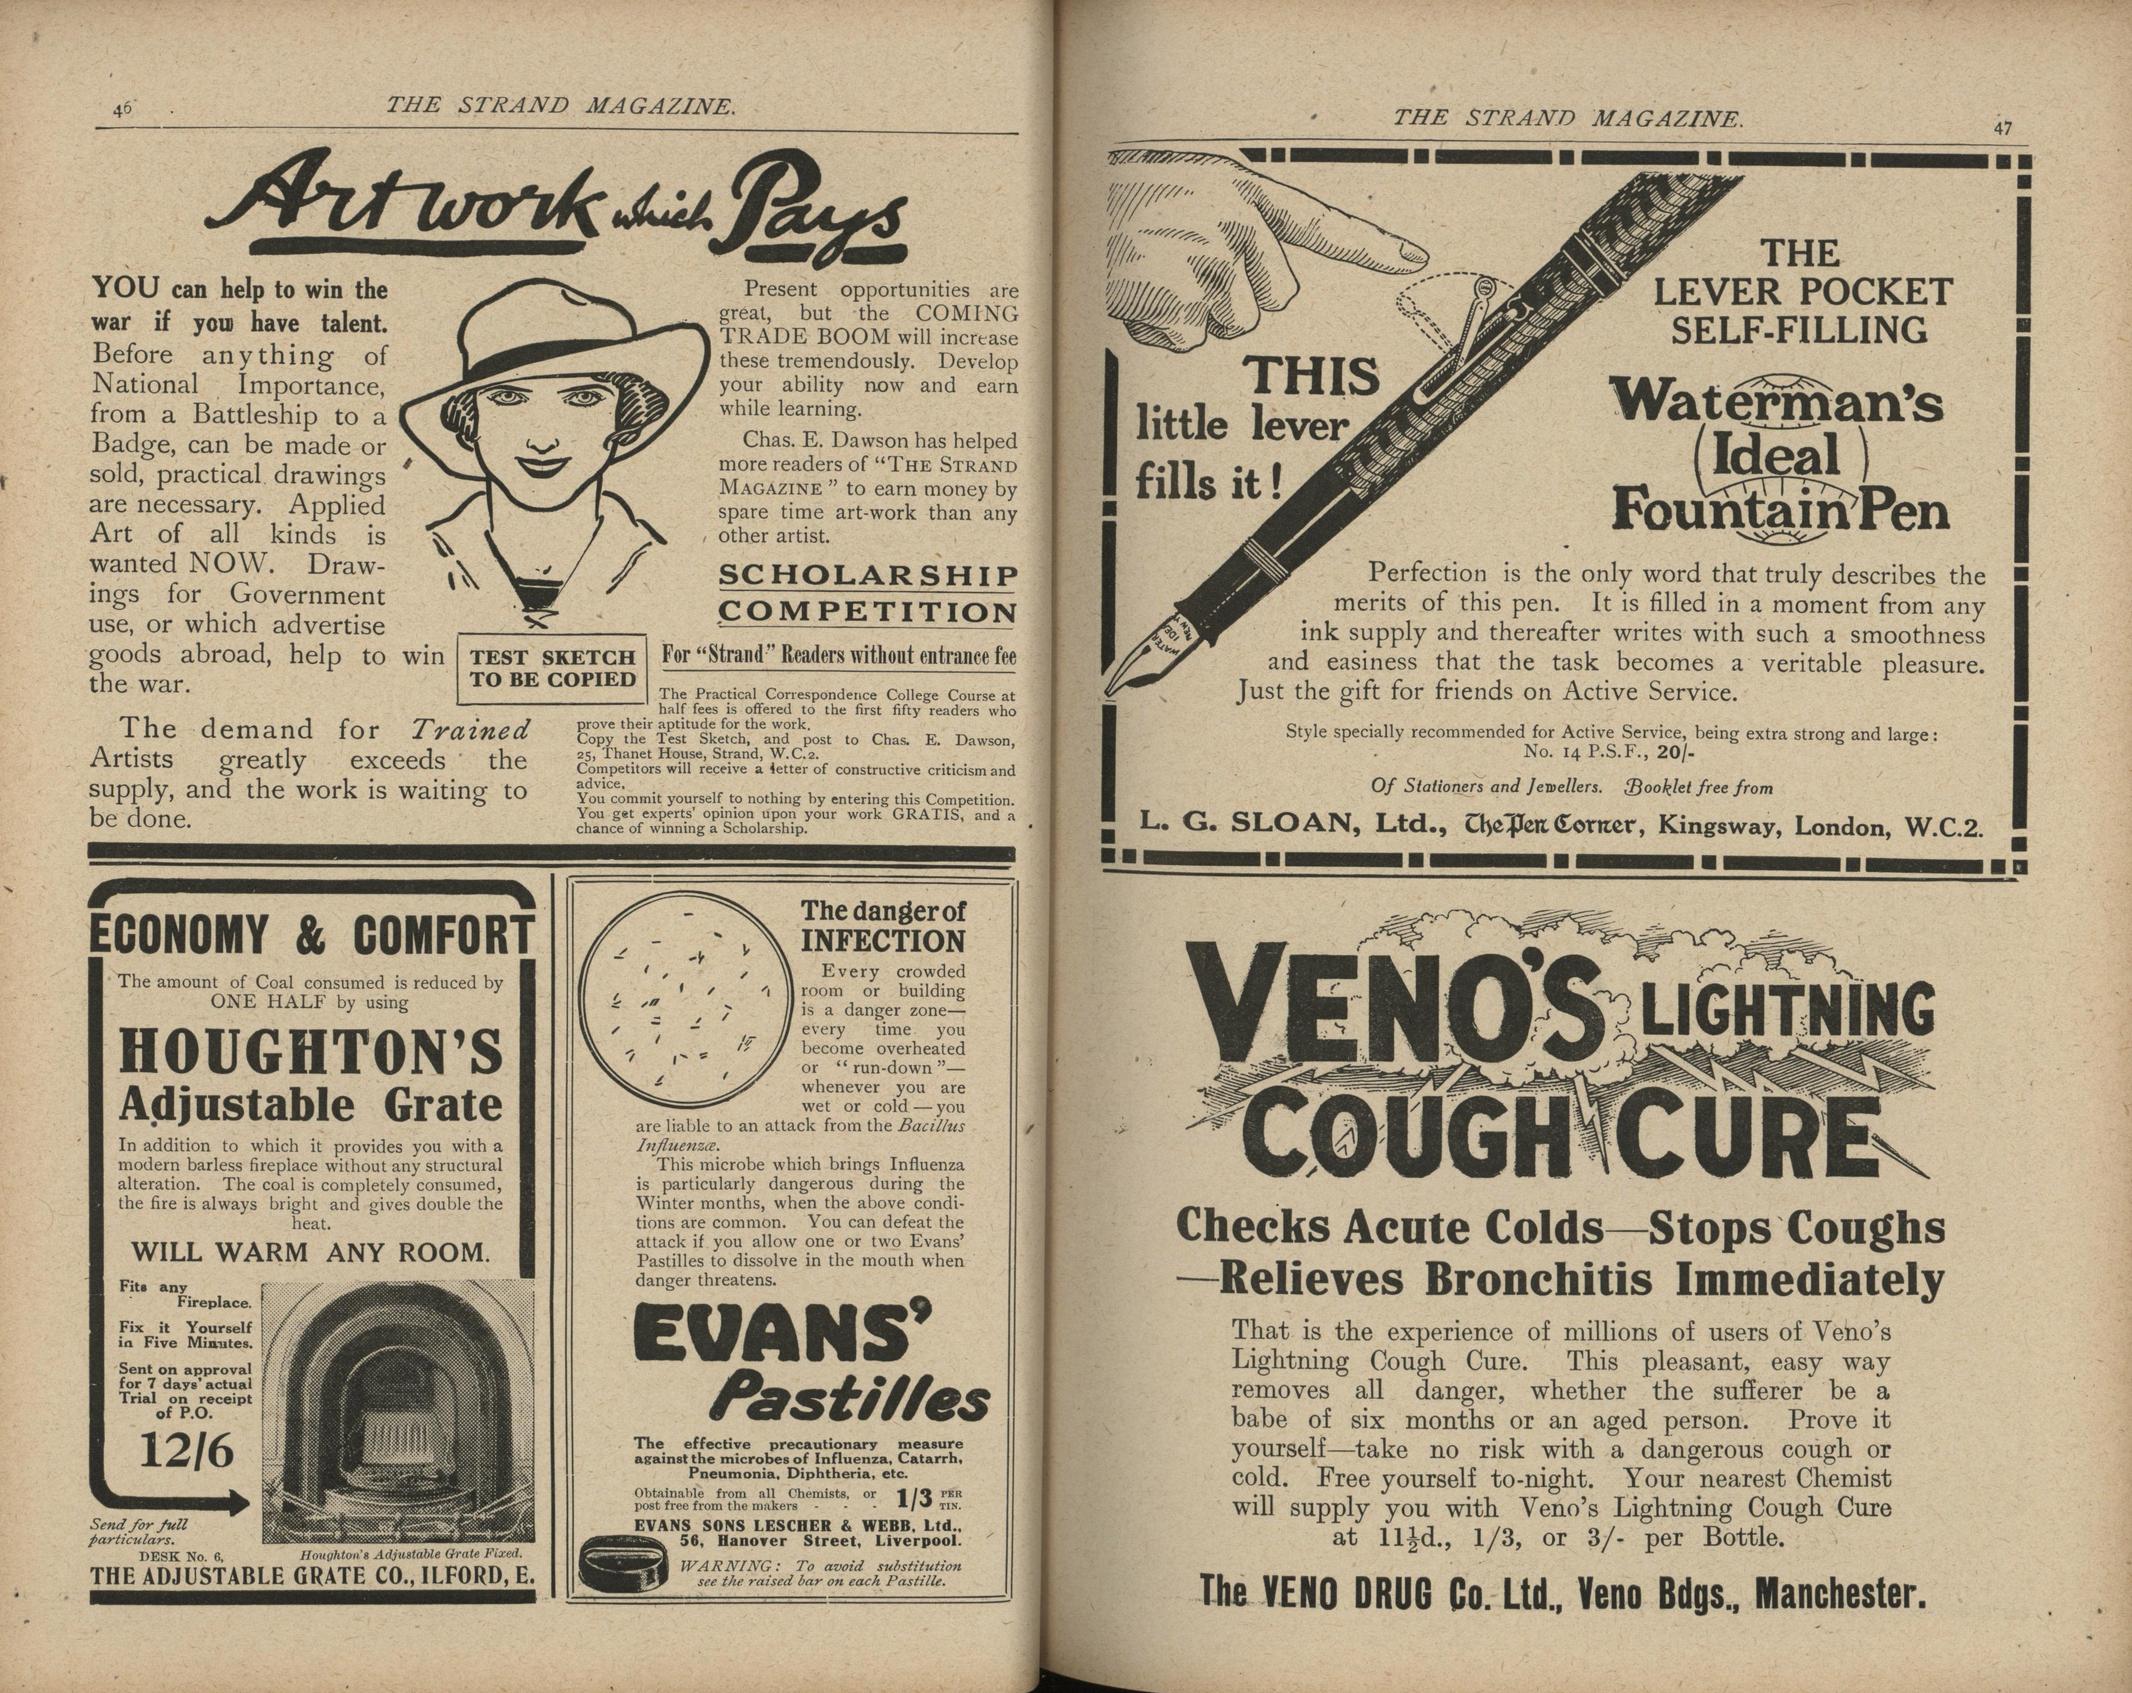 46
THE STRAND MAGAZINE.
Art work which Pays
YOU can help to win the
war if you have talent.
Before anything of
National Importance,
from a Battleship to a
Badge, can be made or
sold, practical drawings
are necessary. Applied
Art of all kinds is
wanted NOW. Draw-
ings for Government
use, or which advertise
goods abroad, help to win
the war.
The demand for Trained
Artists greatly exceeds the
supply, and the work is waiting to
be done.
TEST SKETCH
TO BE COPIED
Present opportunities are
great, but the COMING
TRADE BOOM will increase
these tremendously. Develop
your ability now and earn
while learning.
Chas. E. Dawson has helped
more readers of “THE STRAND
MAGAZINE” to earn money by
spare time art-work than any
other artist.
SCHOLARSHIP
COMPETITION
For “Strand” Readers without entrance fee
The Practical Correspondence College Course at
half fees is offered to the first fifty readers who
prove their aptitude for the work.
Copy the Test Sketch, and post to Chas. E. Dawson,
25, Thanet House, Strand, W.C.2.
Competitors will receive a letter of constructive criticism and
advice.
You commit yourself to nothing by entering this Competition.
You get experts’ opinion upon your work GRATIS, and a
chance of winning a Scholarship.
ECONOMY & COMFORT
The amount of Coal consumed is reduced by
ONE HALF by using
HOUGHTON’S
Adjustable Grate
In addition to which it provides you with a
modern barless fireplace without any structural
alteration. The coal is completely consumed,
the fire is always bright and gives double the
heat.
WILL WARM ANY ROOM.
Fits any
Fireplace.
Fix it Yourself
in Five Minutes.
Sent on approval
for 7 days’ actual
Trial on receipt
of P.O.
12/6
Send for full
particulars.
DESK No. 6,
Houghton’s Adjustable Grate Fixed.
THE ADJUSTABLE GRATE CO., ILFORD, E.
The danger of
INFECTION
Every crowded
room or building
is a danger zone—
every time you
become overheated
or “run-down”—
whenever you are
wet or cold—you
are liable to an attack from the Bacillus
Influenzæ.
This microbe which brings Influenza
is particularly dangerous during the
Winter months, when the above condi-
tions are common. You can defeat the
attack if you allow one or two Evans’
Pastilles to dissolve in the mouth when
danger threatens.
EVANS’
Pastilles
The effective precautionary measure
against the microbes of Influenza, Catarrh,
Pneumonia, Diphtheria, etc.
Obtainable from all Chemists, or
post free from the makers - - - 1/3 PER TIN.
EVANS SONS LESCHER & WEBB, Ltd.,
56, Hanover Street, Liverpool.
WARNING: To avoid substitution
see the raised bar on each Pastille.
THE STRAND MAGAZINE.
47
THIS
little lever
fills it!
THE
LEVER POCKET
SELF-FILLING
Waterman’s
Ideal
Fountain Pen
Perfection is the only word that truly describes the
merits of this pen. It is filled in a moment from any
ink supply and thereafter writes with such a smoothness
and easiness that the task becomes a veritable pleasure.
Just the gift for friends on Active Service.
Style specially recommended for Active Service, being extra strong and large:
No. 14 P.S.F., 20/-
Of Stationers and Jewellers. Booklet free from
L. G. SLOAN, Ltd., The Pen Corner, Kingsway, London, W.C.2.
VENO’S LIGHTNING
COUGH CURE
Checks Acute Colds—Stops Coughs
—Relieves Bronchitis Immediately
That is the experience of millions of users of Veno’s
Lightning Cough Cure. This pleasant, easy way
removes all danger, whether the sufferer be a
babe of six months or an aged person. Prove it
yourself—take no risk with a dangerous cough or
cold. Free yourself to-night. Your nearest Chemist
will supply you with Veno’s Lightning Cough Cure
at 11½d., 1/3, or 3/- per Bottle.
The VENO DRUG Co. Ltd., Veno Bdgs., Manchester.